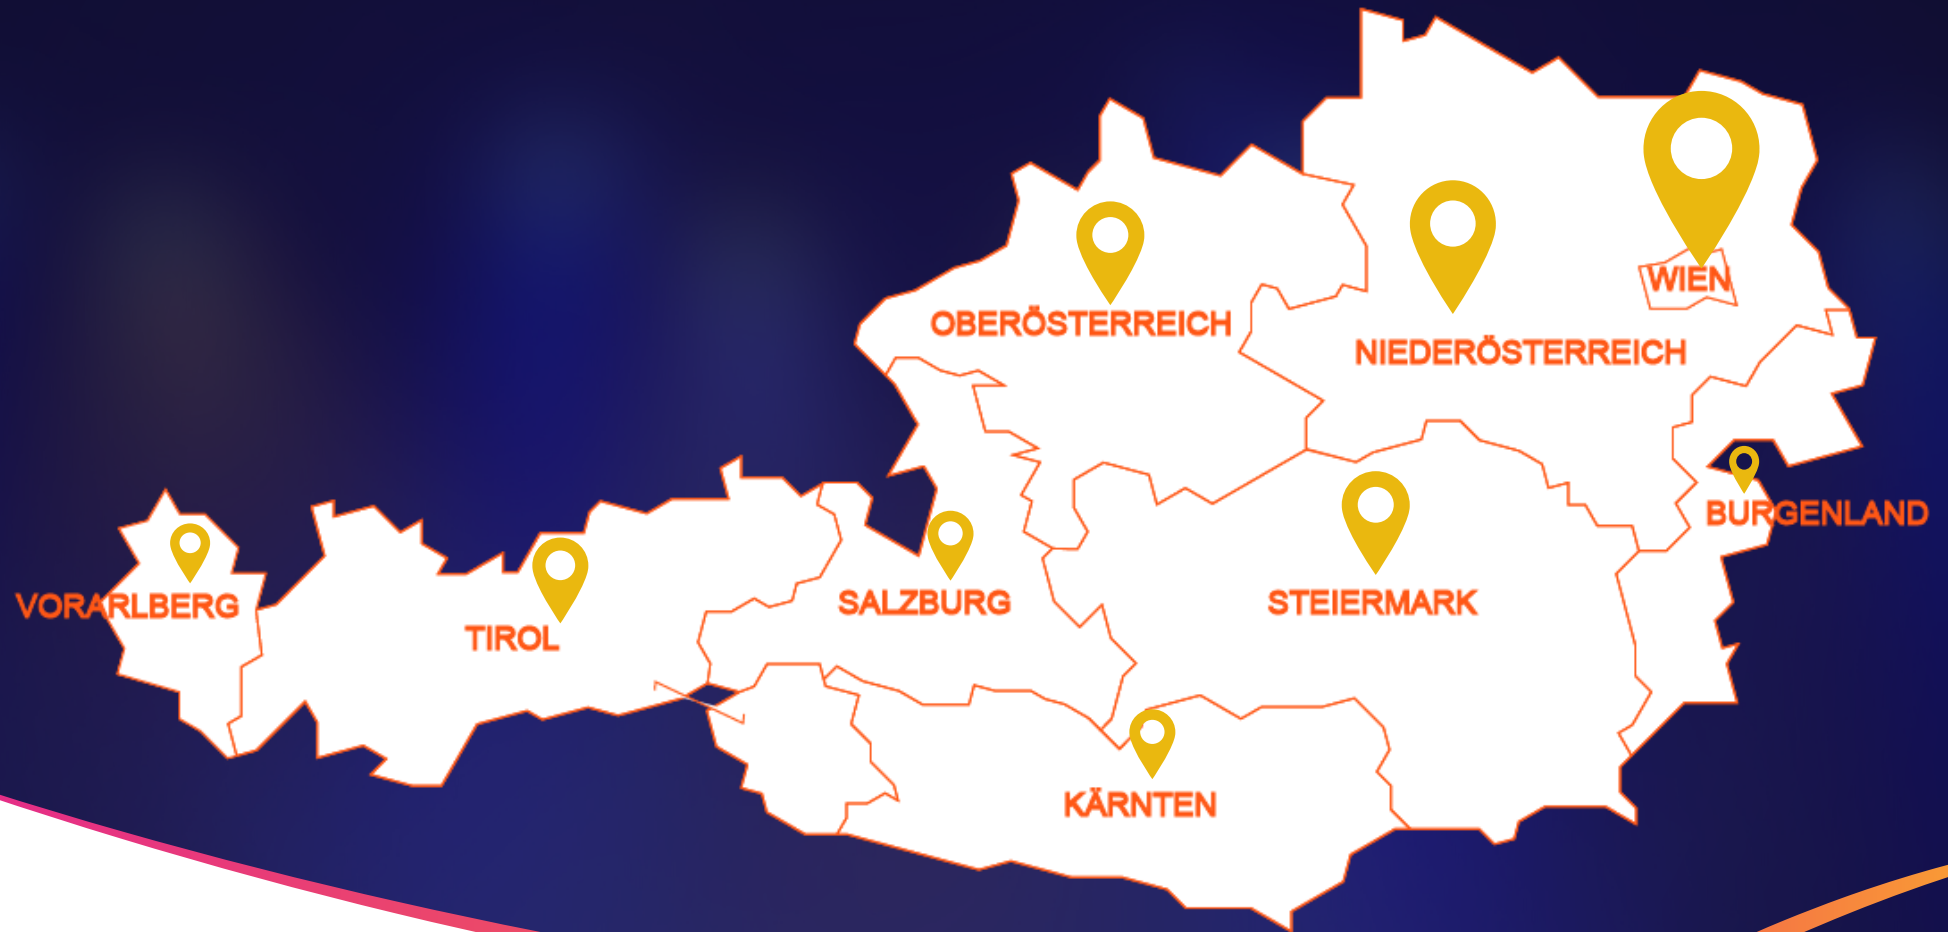 WIEN
OBERÖSTERREICH
NIEDERÖSTERREICH
BURGENLAND
VORARLBERG
SALZBURG
STEIERMARK
TIROL
KÄRNTEN